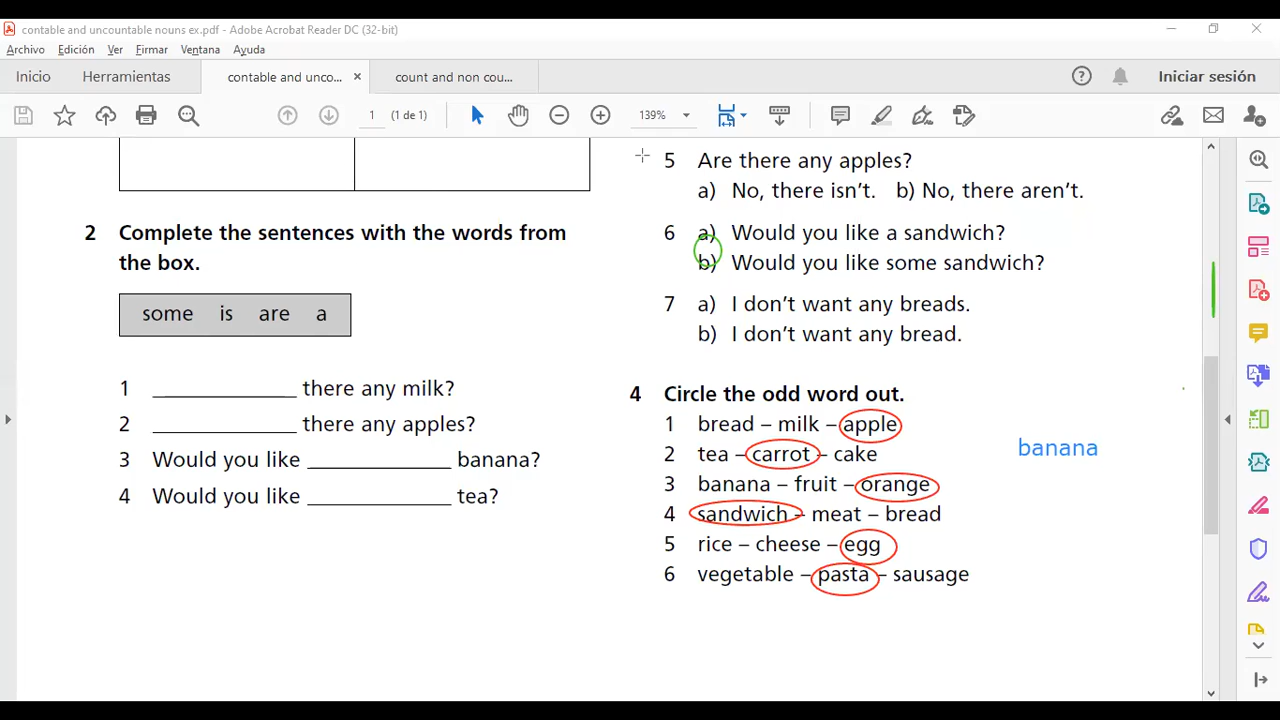 contable and uncountable nouns ex.pdf - Adobe Acrobat Reader DC (32-bit)
Archivo Edición Ver Firmar Ventana Ayuda
Inicio Herramientas contable and unco... × count and non cou... Iniciar sesión
1 (1 de 1) 139%
2 Complete the sentences with the words from
the box.
some is are a
1 ____________ there any milk?
2 ____________ there any apples?
3 Would you like ____________ banana?
4 Would you like ____________ tea?
5 Are there any apples?
a) No, there isn't. b) No, there aren't.
6 a) Would you like a sandwich?
b) Would you like some sandwich?
7 a) I don't want any breads.
b) I don't want any bread.
4 Circle the odd word out.
1 bread – milk – apple
2 tea – carrot – cake
3 banana – fruit – orange
4 sandwich – meat – bread
5 rice – cheese – egg
6 vegetable – pasta – sausage
banana